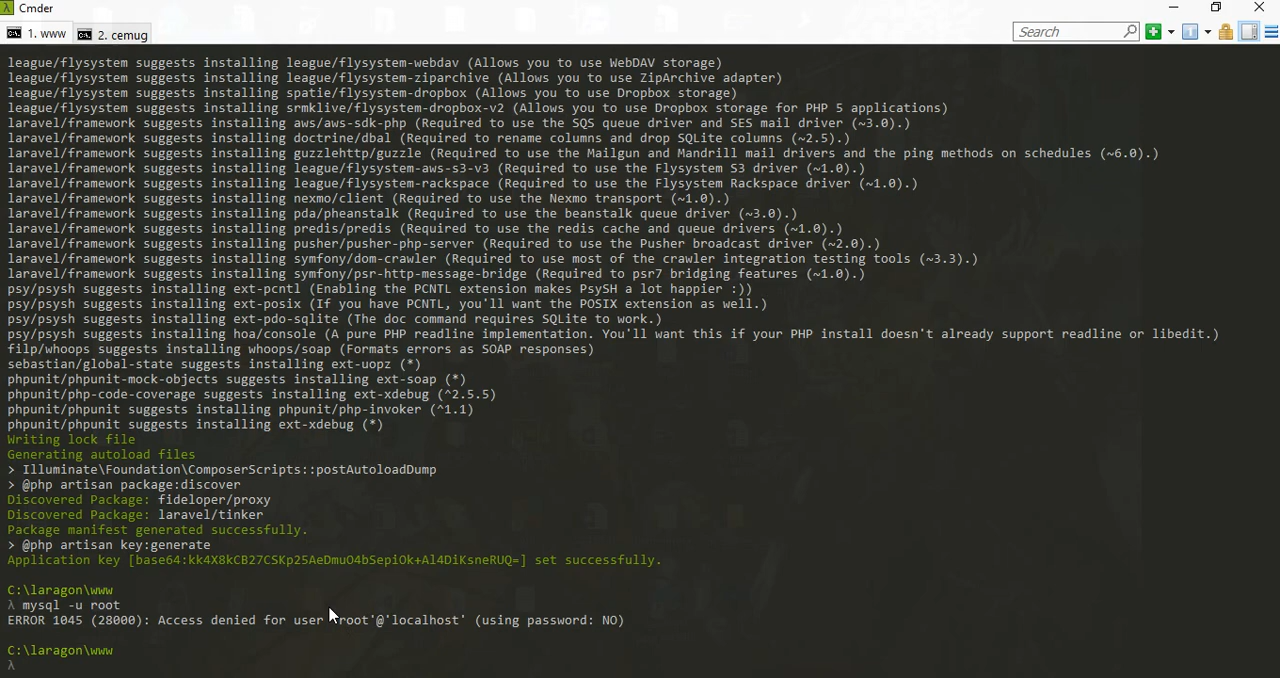 Cmder
1. www
2. cemug
Search
league/flysystem suggests installing league/flysystem-webdav (Allows you to use WebDAV storage)
league/flysystem suggests installing league/flysystem-ziparchive (Allows you to use ZipArchive adapter)
league/flysystem suggests installing spatie/flysystem-dropbox (Allows you to use Dropbox storage)
league/flysystem suggests installing srmklive/flysystem-dropbox-v2 (Allows you to use Dropbox storage for PHP 5 applications)
laravel/framework suggests installing aws/aws-sdk-php (Required to use the SQS queue driver and SES mail driver (~3.0).)
laravel/framework suggests installing doctrine/dbal (Required to rename columns and drop SQLite columns (~2.5).)
laravel/framework suggests installing guzzlehttp/guzzle (Required to use the Mailgun and Mandrill mail drivers and the ping methods on schedules (~6.0).)
laravel/framework suggests installing league/flysystem-aws-s3-v3 (Required to use the Flysystem S3 driver (~1.0).)
laravel/framework suggests installing league/flysystem-rackspace (Required to use the Flysystem Rackspace driver (~1.0).)
laravel/framework suggests installing nexmo/client (Required to use the Nexmo transport (~1.0).)
laravel/framework suggests installing pda/pheanstalk (Required to use the beanstalk queue driver (~3.0).)
laravel/framework suggests installing predis/predis (Required to use the redis cache and queue drivers (~1.0).)
laravel/framework suggests installing pusher/pusher-php-server (Required to use the Pusher broadcast driver (~2.0).)
laravel/framework suggests installing symfony/dom-crawler (Required to use most of the crawler integration testing tools (~3.3).)
laravel/framework suggests installing symfony/psr-http-message-bridge (Required to psr7 bridging features (~1.0).)
psy/psysh suggests installing ext-pcntl (Enabling the PCNTL extension makes PsySH a lot happier :))
psy/psysh suggests installing ext-posix (If you have PCNTL, you'll want the POSIX extension as well.)
psy/psysh suggests installing ext-pdo-sqlite (The doc command requires SQLite to work.)
psy/psysh suggests installing hoa/console (A pure PHP readline implementation. You'll want this if your PHP install doesn't already support readline or libedit.)
filp/whoops suggests installing whoops/soap (Formats errors as SOAP responses)
sebastian/global-state suggests installing ext-uopz (*)
phpunit/phpunit-mock-objects suggests installing ext-soap (*)
phpunit/php-code-coverage suggests installing ext-xdebug (^2.5.5)
phpunit/phpunit suggests installing phpunit/php-invoker (^1.1)
phpunit/phpunit suggests installing ext-xdebug (*)
Writing lock file
Generating autoload files
> Illuminate\Foundation\ComposerScripts::postAutoloadDump
> @php artisan package:discover
Discovered Package: fideloper/proxy
Discovered Package: laravel/tinker
Package manifest generated successfully.
> @php artisan key:generate
Application key [base64:kk4X8kCB27CSKp25AeDmuO4bSepiOk+Al4DiKsneRUQ=] set successfully.
C:\laragon\www
λ mysql -u root
ERROR 1045 (28000): Access denied for user 'root'@'localhost' (using password: NO)
C:\laragon\www
λ